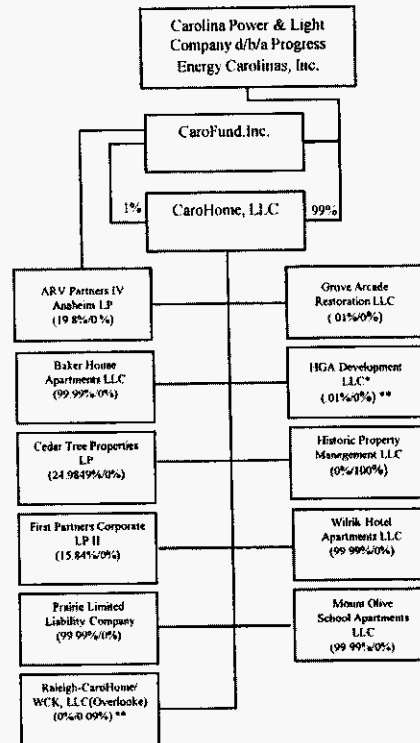 Carolina Power & Light
Company d/b/a Progress
Energy Carolinas, Inc.
CaroFund.Inc.
1%
CaroHome, LLC
99%
ARV Partners IV
Anaheim LP
(19 8%/0%)
Grove Arcade
Restoration LLC
(.01%/0%)
Baker House
Apartments LLC
(99.99%/0%)
HGA Development
LLC*
(.01%/0%) **
Cedar Tree Properties
LP
(24.9849%/0%)
Historic Property
Management LLC
(0%/100%)
First Partners Corporate
LP II
(15.84%/0%)
Wilrik Hotel
Apartments LLC
(99 99%/0%)
Prairie Limited
Liability Company
(99 99%/0%)
Mount Olive
School Apartments
LLC
(99 99%/0%)
Raleigh-CaroHome/
WCK, LLC(Overlooke)
(0%/0.09%) **